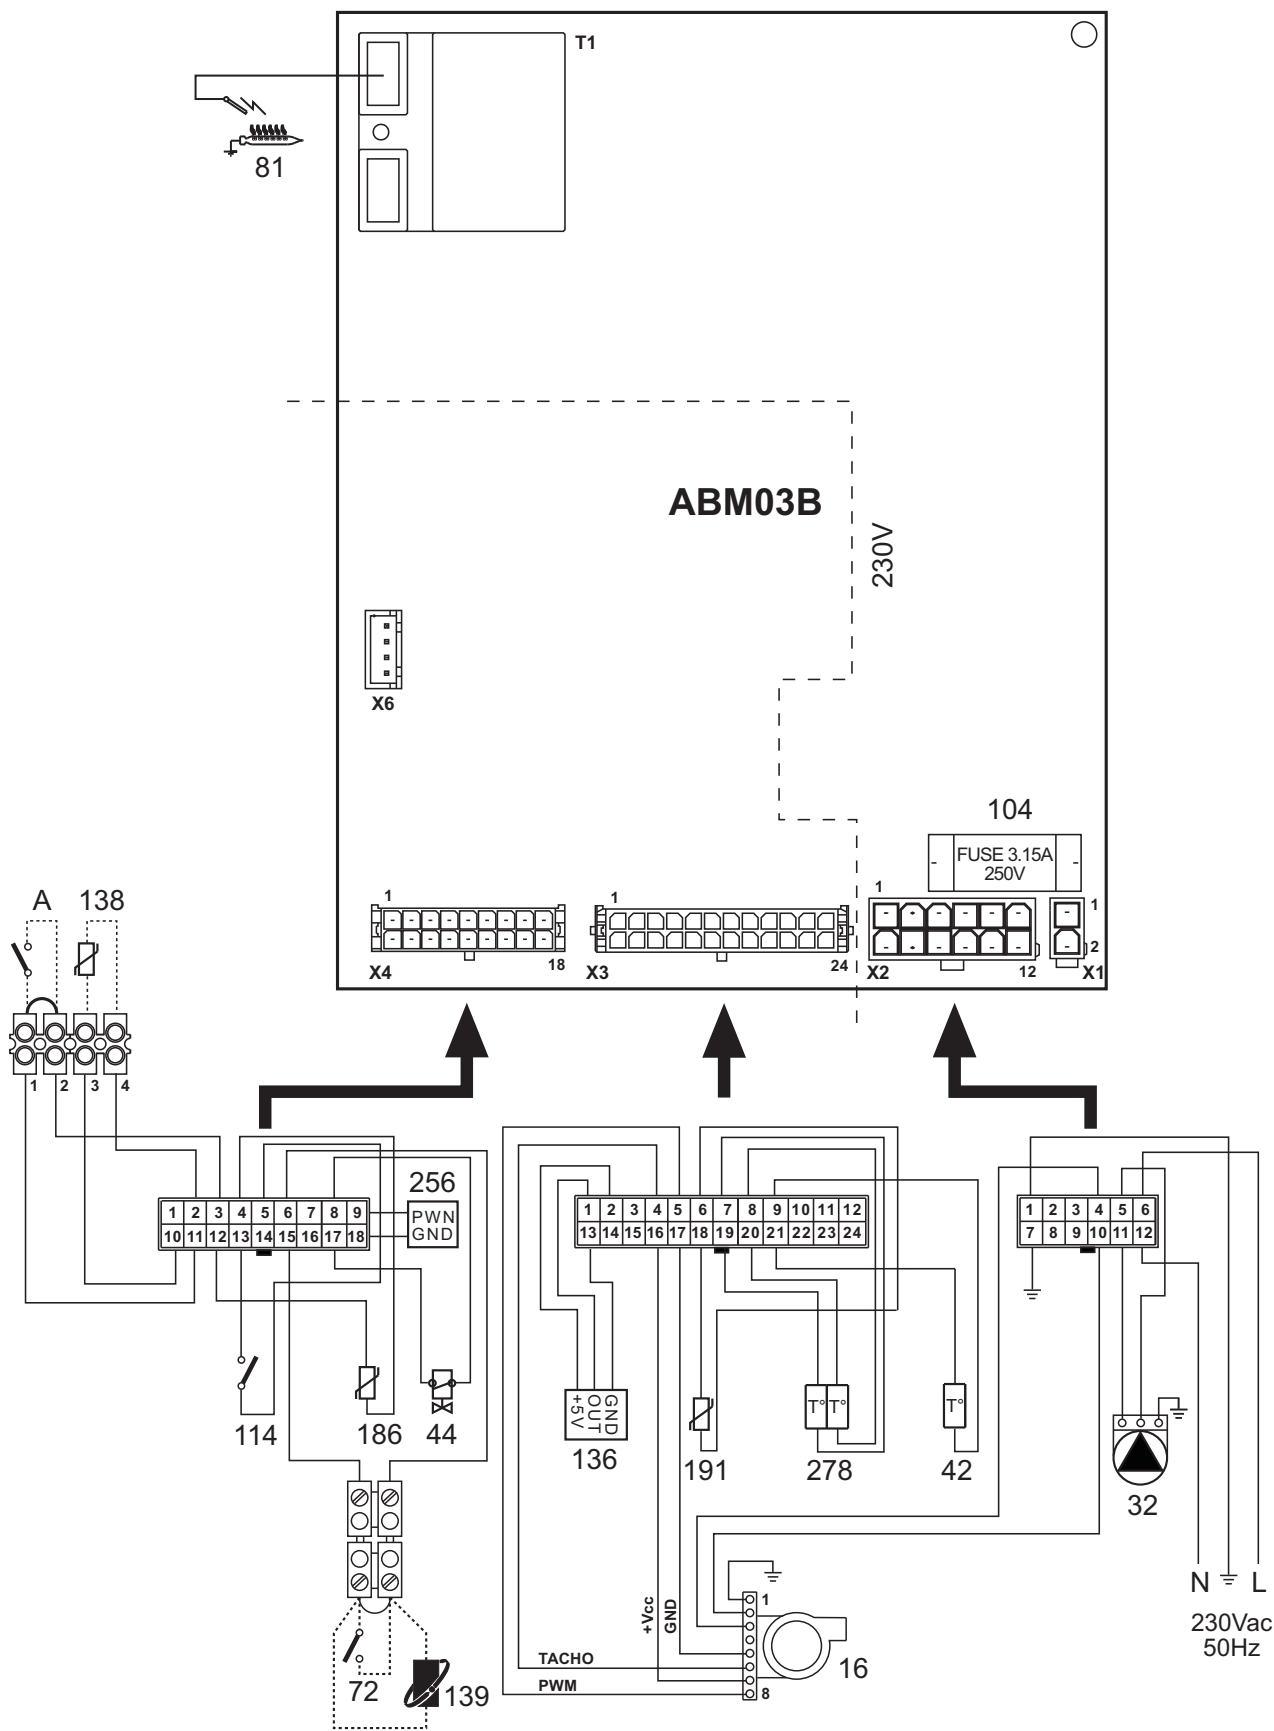 T1
81
ABM03B
230V
X6
104
FUSE 3.15A
250V
1
18
X4
1
24
X3
1
12
X2
1
2
X1
A 138
1 2 3 4
256
1 2 3 4 5 6 7 8 9
10 11 12 13 14 15 16 17 18
PWN
GND
1 2 3 4 5 6 7 8 9 10 11 12
13 14 15 16 17 18 19 20 21 22 23 24
1 2 3 4 5 6
7 8 9 10 11 12
114
186
44
+5V
OUT
GND
136
191
T° T°
278
T°
42
32
N L
230Vac
50Hz
+Vcc
GND
TACHO
PWM
1
8
16
72
139